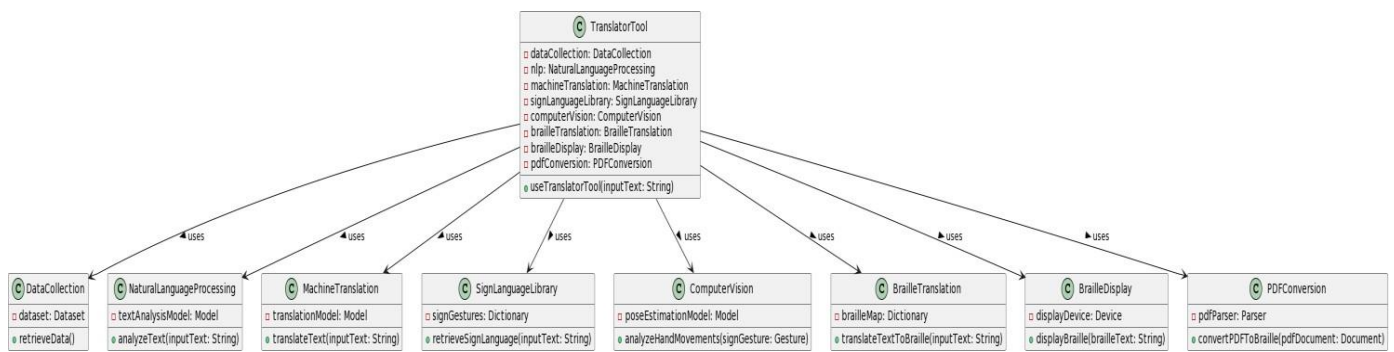 C TranslatorTool
dataCollection: DataCollection
nlp: NaturalLanguageProcessing
machineTranslation: MachineTranslation
signLanguageLibrary: SignLanguageLibrary
computerVision: ComputerVision
brailleTranslation: BrailleTranslation
brailleDisplay: BrailleDisplay
pdfConversion: PDFConversion
useTranslatorTool(inputText: String)
uses
uses
uses
uses
uses
uses
uses
uses
C DataCollection
dataset: Dataset
retrieveData()
C NaturalLanguageProcessing
textAnalysisModel: Model
analyzeText(inputText: String)
C MachineTranslation
translationModel: Model
translateText(inputText: String)
C SignLanguageLibrary
signGestures: Dictionary
retrieveSignLanguage(inputText: String)
C ComputerVision
poseEstimationModel: Model
analyzeHandMovements(signGesture: Gesture)
C BrailleTranslation
brailleMap: Dictionary
translateTextToBraille(inputText: String)
C BrailleDisplay
displayDevice: Device
displayBraille(brailleText: String)
C PDFConversion
pdfParser: Parser
convertPDFToBraille(pdfDocument: Document)